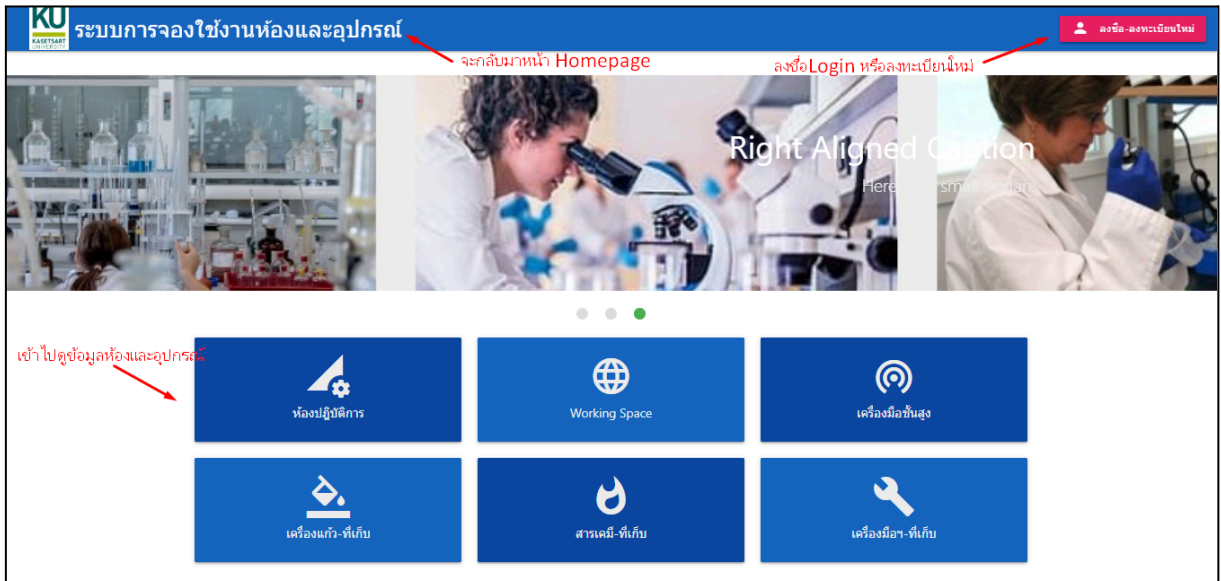 KU
KASETSART
UNIVERSITY
ระบบการจองใช้งานห้องและอุปกรณ์
ลงชื่อ-ลงทะเบียนใหม่
จะกลับมาหน้า Homepage
ลงชื่อLogin หรือลงทะเบียนใหม่
Right Aligned Caption
Here small slogan.
เข้าไปดูข้อมูลห้องและอุปกรณ์
ห้องปฏิบัติการ
Working Space
เครื่องมือชั้นสูง
เครื่องแก้ว-ที่เก็บ
สารเคมี-ที่เก็บ
เครื่องมือฯ-ที่เก็บ